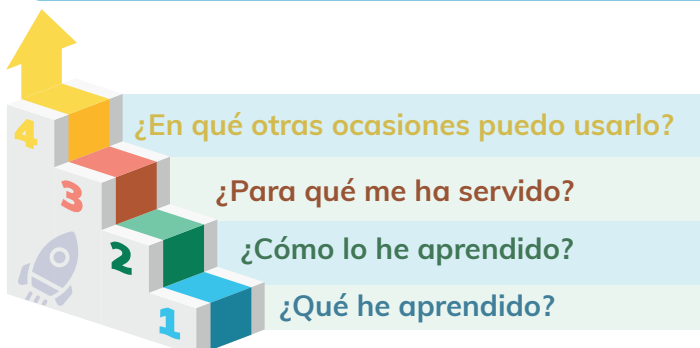 4 ¿En qué otras ocasiones puedo usarlo?
3 ¿Para qué me ha servido?
2 ¿Cómo lo he aprendido?
1 ¿Qué he aprendido?